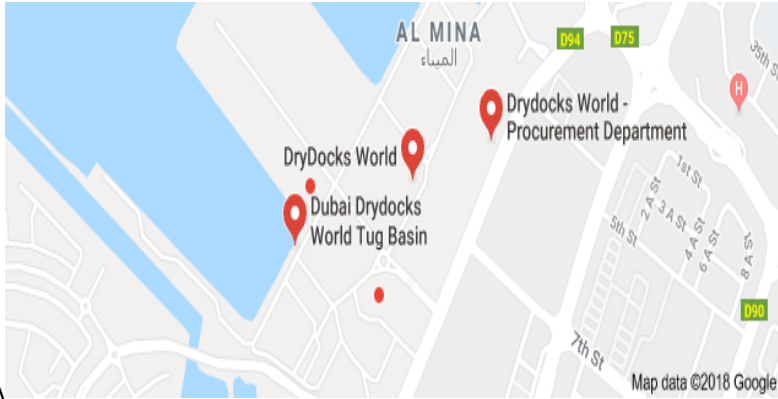 AL MINA
الميناء
D94
D75
35th St
H
Drydocks World -
Procurement Department
DryDocks World
Dubai Drydocks
World Tug Basin
1st St
2 A St
3 A St
4 A St
6 A St
8 A St
5th St
D90
7th St
Map data ©2018 Google